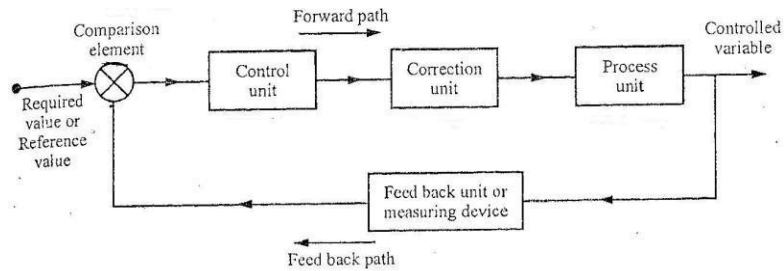 Forward path
Comparison
element
Controlled
variable
Control
unit
Correction
unit
Process
unit
Required
value or
Reference
value
Feed back unit or
measuring device
Feed back path